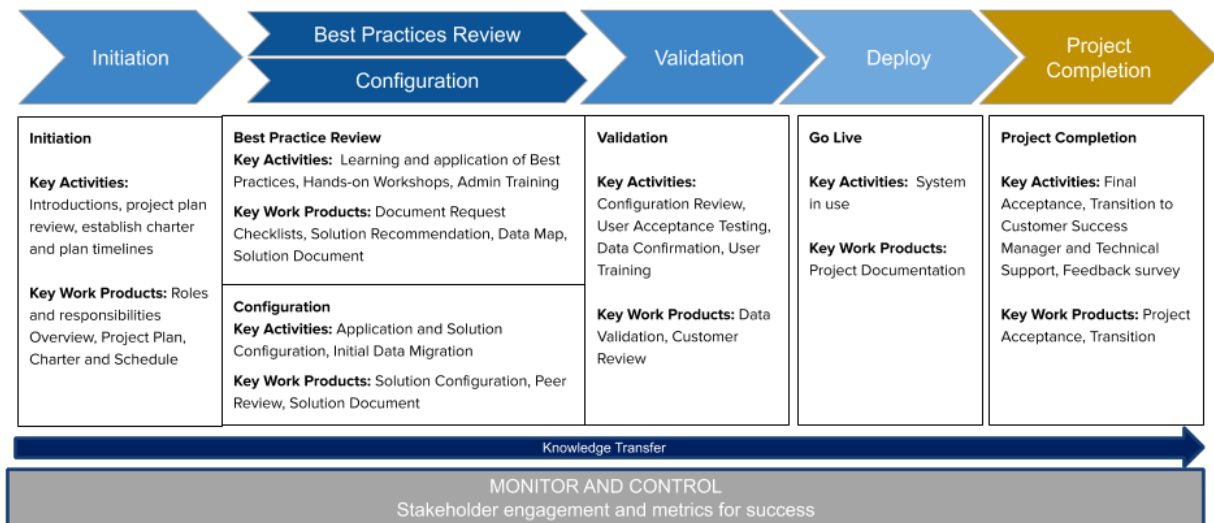 Initiation
Best Practices Review
Configuration
Validation
Deploy
Project
Completion
Initiation
Key Activities:
Introductions, project plan
review, establish charter
and plan timelines
Key Work Products: Roles
and responsibilities
Overview, Project Plan,
Charter and Schedule
Best Practice Review
Key Activities: Learning and application of Best
Practices, Hands-on Workshops, Admin Training
Key Work Products: Document Request
Checklists, Solution Recommendation, Data Map,
Solution Document
Configuration
Key Activities: Application and Solution
Configuration, Initial Data Migration
Key Work Products: Solution Configuration, Peer
Review, Solution Document
Validation
Key Activities:
Configuration Review,
User Acceptance Testing,
Data Confirmation, User
Training
Key Work Products: Data
Validation, Customer
Review
Go Live
Key Activities: System
in use
Key Work Products:
Project Documentation
Project Completion
Key Activities: Final
Acceptance, Transition to
Customer Success
Manager and Technical
Support, Feedback survey
Key Work Products: Project
Acceptance, Transition
Knowledge Transfer
MONITOR AND CONTROL
Stakeholder engagement and metrics for success